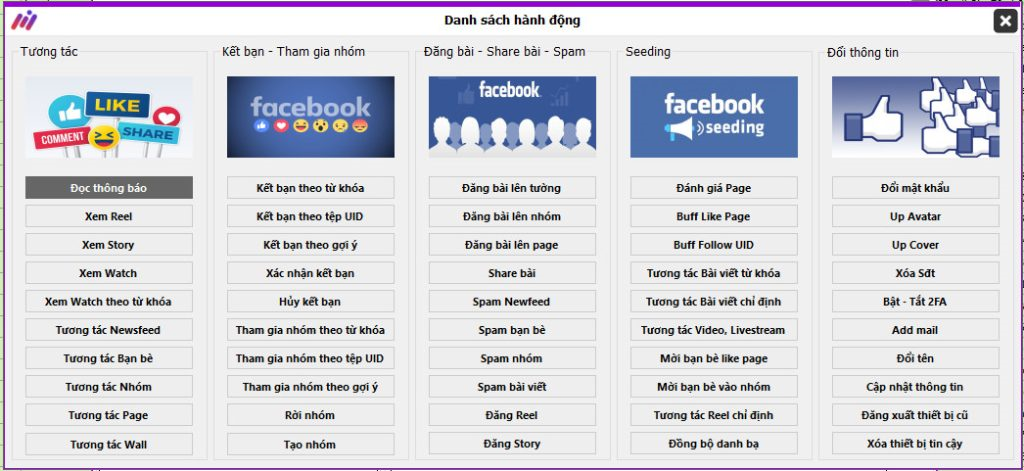 Danh sách hành động
Tương tác
LIKE
COMMENT
SHARE
Đọc thông báo
Xem Reel
Xem Story
Xem Watch
Xem Watch theo từ khóa
Tương tác Newsfeed
Tương tác Bạn bè
Tương tác Nhóm
Tương tác Page
Tương tác Wall
Kết bạn - Tham gia nhóm
facebook
Kết bạn theo từ khóa
Kết bạn theo tệp UID
Kết bạn theo gợi ý
Xác nhận kết bạn
Hủy kết bạn
Tham gia nhóm theo từ khóa
Tham gia nhóm theo tệp UID
Tham gia nhóm theo gợi ý
Rời nhóm
Tạo nhóm
Đăng bài - Share bài - Spam
facebook
Đăng bài lên tường
Đăng bài lên nhóm
Đăng bài lên page
Share bài
Spam Newfeed
Spam bạn bè
Spam nhóm
Spam bài viết
Đăng Reel
Đăng Story
Seeding
facebook
seeding
Đánh giá Page
Buff Like Page
Buff Follow UID
Tương tác Bài viết từ khóa
Tương tác Bài viết chỉ định
Tương tác Video, Livestream
Mời bạn bè like page
Mời bạn bè vào nhóm
Tương tác Reel chỉ định
Đồng bộ danh bạ
Đổi thông tin
Đổi mật khẩu
Up Avatar
Up Cover
Xóa Sđt
Bật - Tắt 2FA
Add mail
Đổi tên
Cập nhật thông tin
Đăng xuất thiết bị cũ
Xóa thiết bị tin cậy